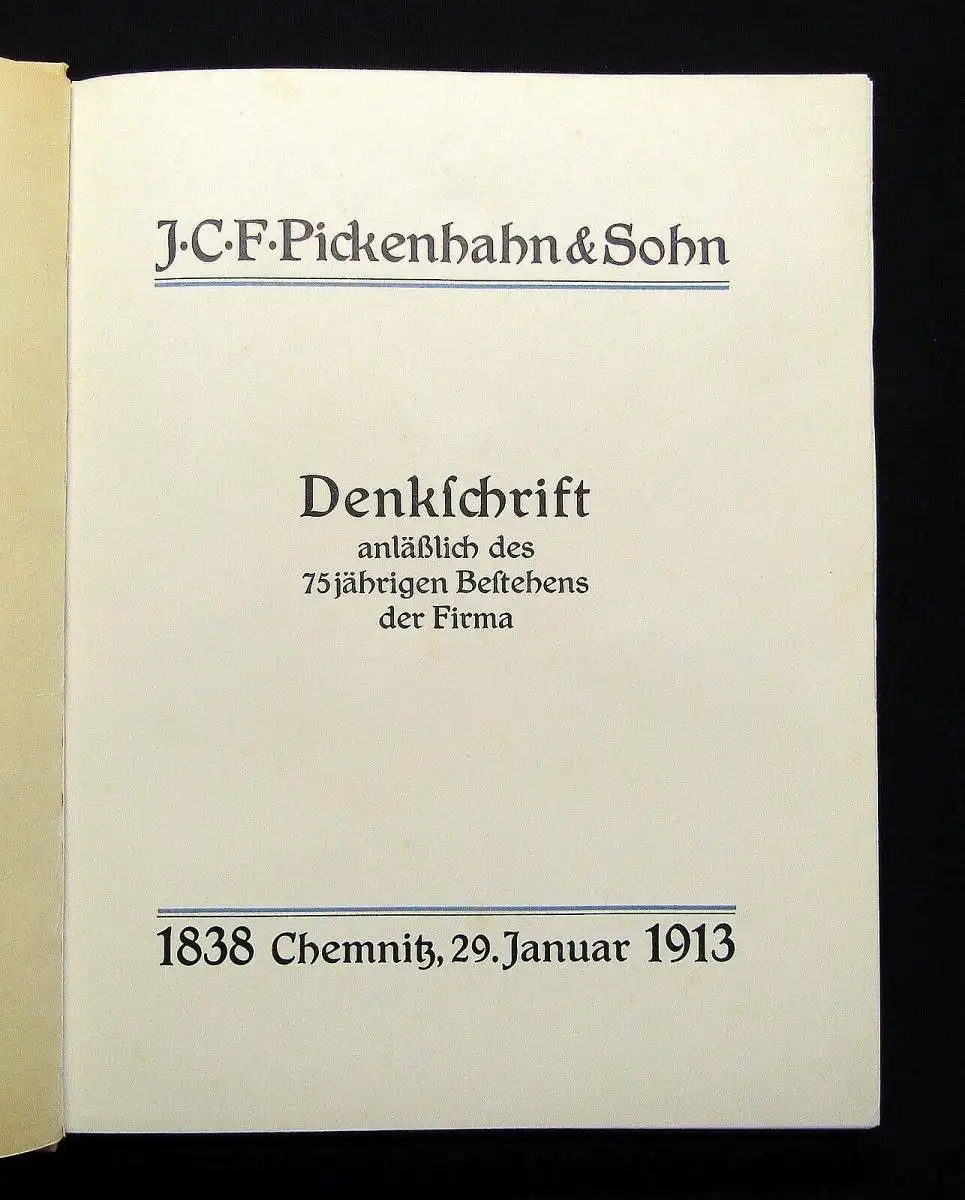 J·C·F·Pickenhahn & Sohn
Denkſchrift
anläßlich des
75jährigen Beſtehens
der Firma
1838 Chemnitz, 29. Januar 1913